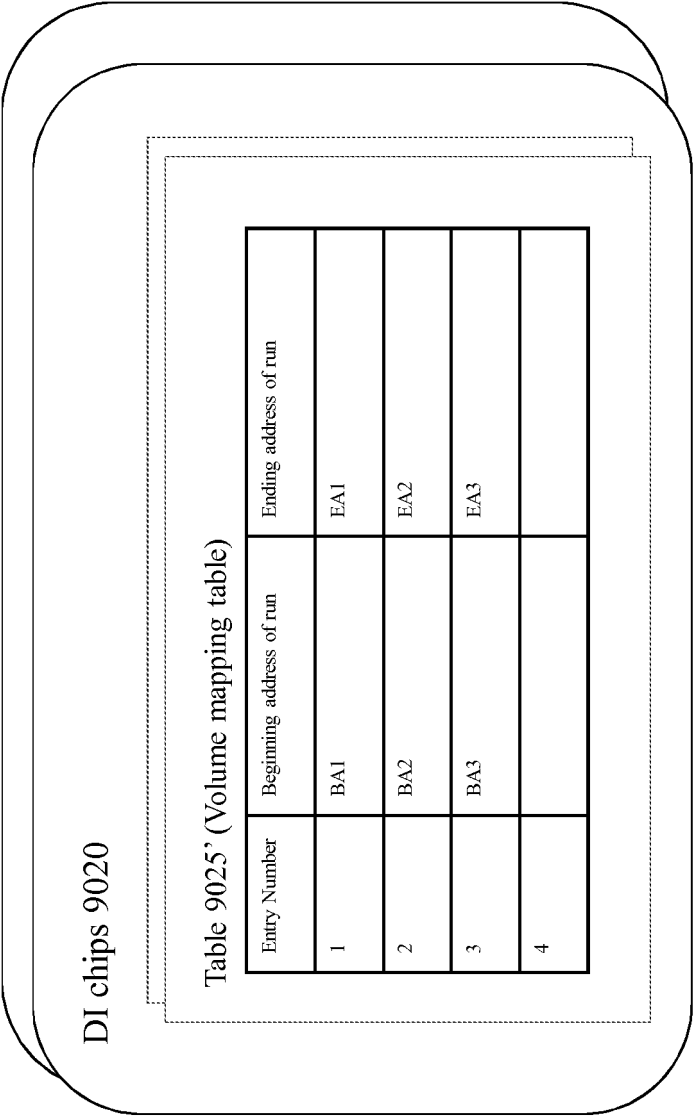 DI chips 9020
Table 9025’ (Volume mapping table)
Entry Number Beginning address of run Ending address of run
1 BA1 EA1
2 BA2 EA2
3 BA3 EA3
4